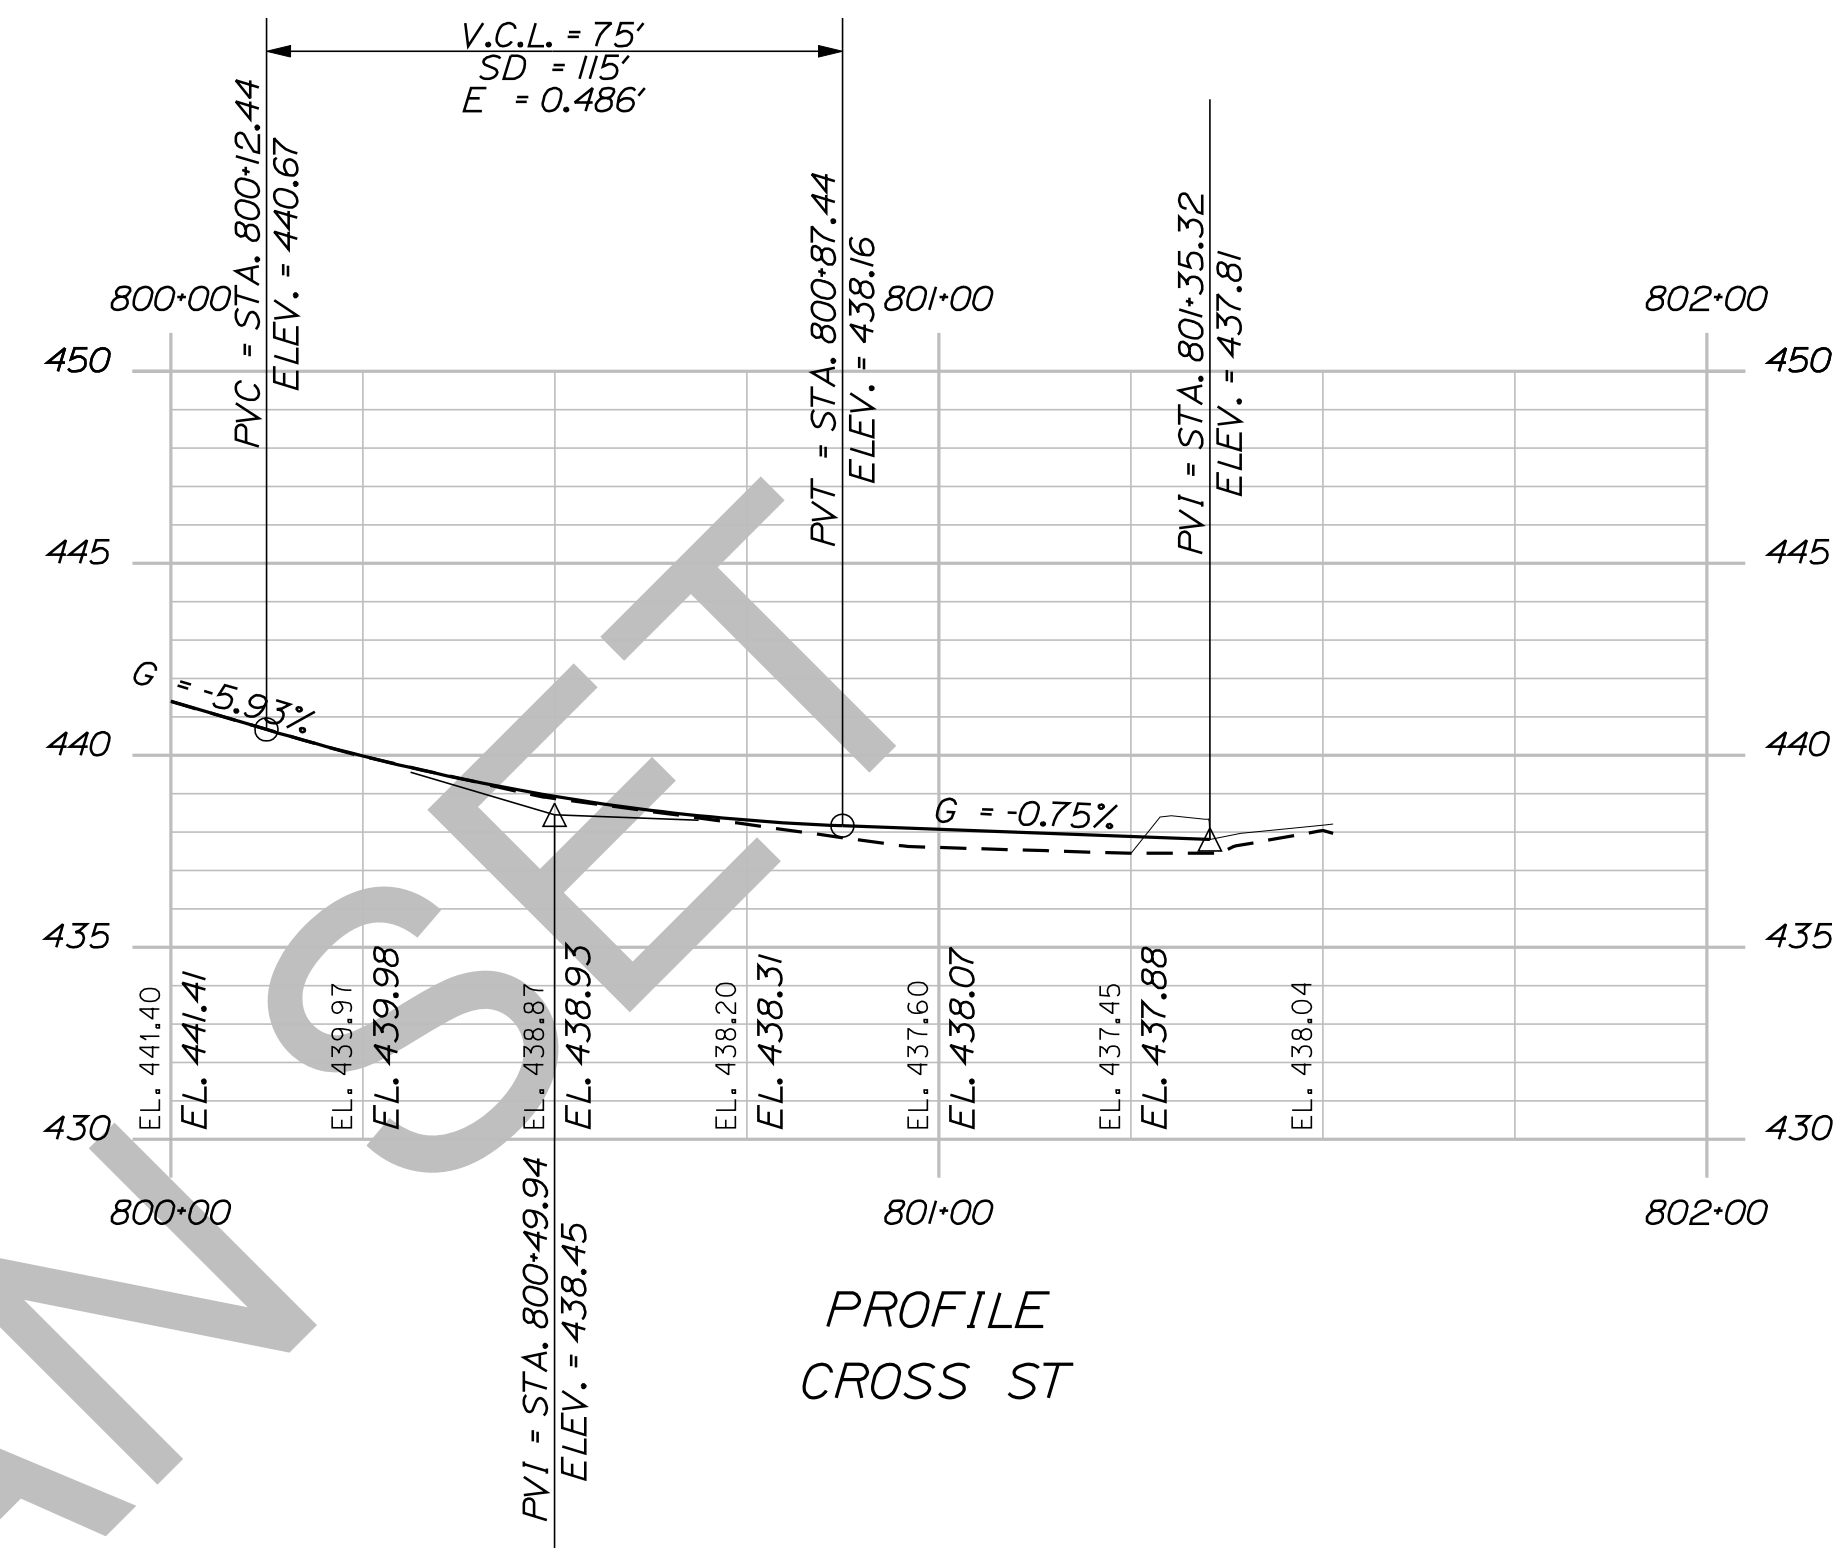 V.C.L. = 75'
SD = 115'
E = 0.486'
PVC = STA. 800+12.44
ELEV. = 440.67
PVT = STA. 800+87.44
ELEV. = 438.16
PVI = STA. 801+35.32
ELEV. = 437.81
800+00
801+00
802+00
450
450
445
445
G = -5.93%
440
440
G = -0.75%
435
435
EL. 441.40
EL. 441.41
EL. 439.97
EL. 439.98
EL. 438.87
EL. 438.93
EL. 438.20
EL. 438.31
EL. 437.60
EL. 438.07
EL. 437.45
EL. 437.88
EL. 438.04
430
430
800+00
801+00
802+00
PVI = STA. 800+49.94
ELEV. = 438.45
PROFILE
CROSS ST
SET